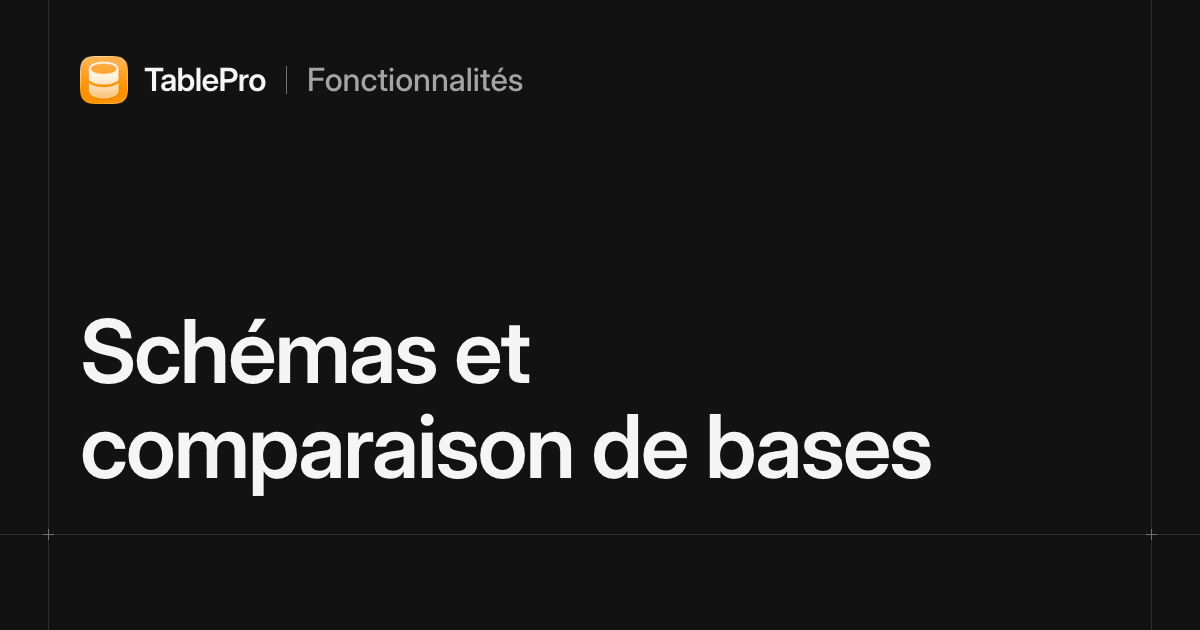 TablePro | Fonctionnalités
Schémas et
comparaison de bases